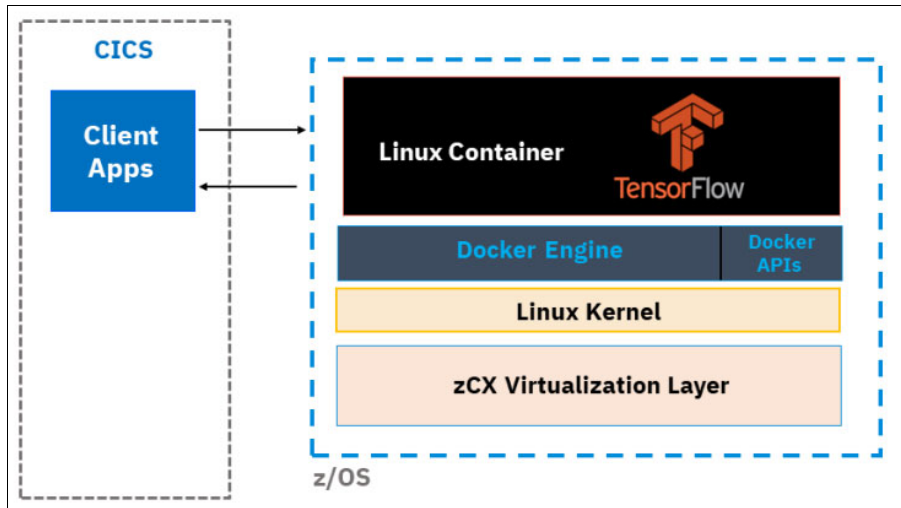 CICS
Client
Apps
Linux Container
TensorFlow
Docker Engine
Docker
APIs
Linux Kernel
zCX Virtualization Layer
z/OS